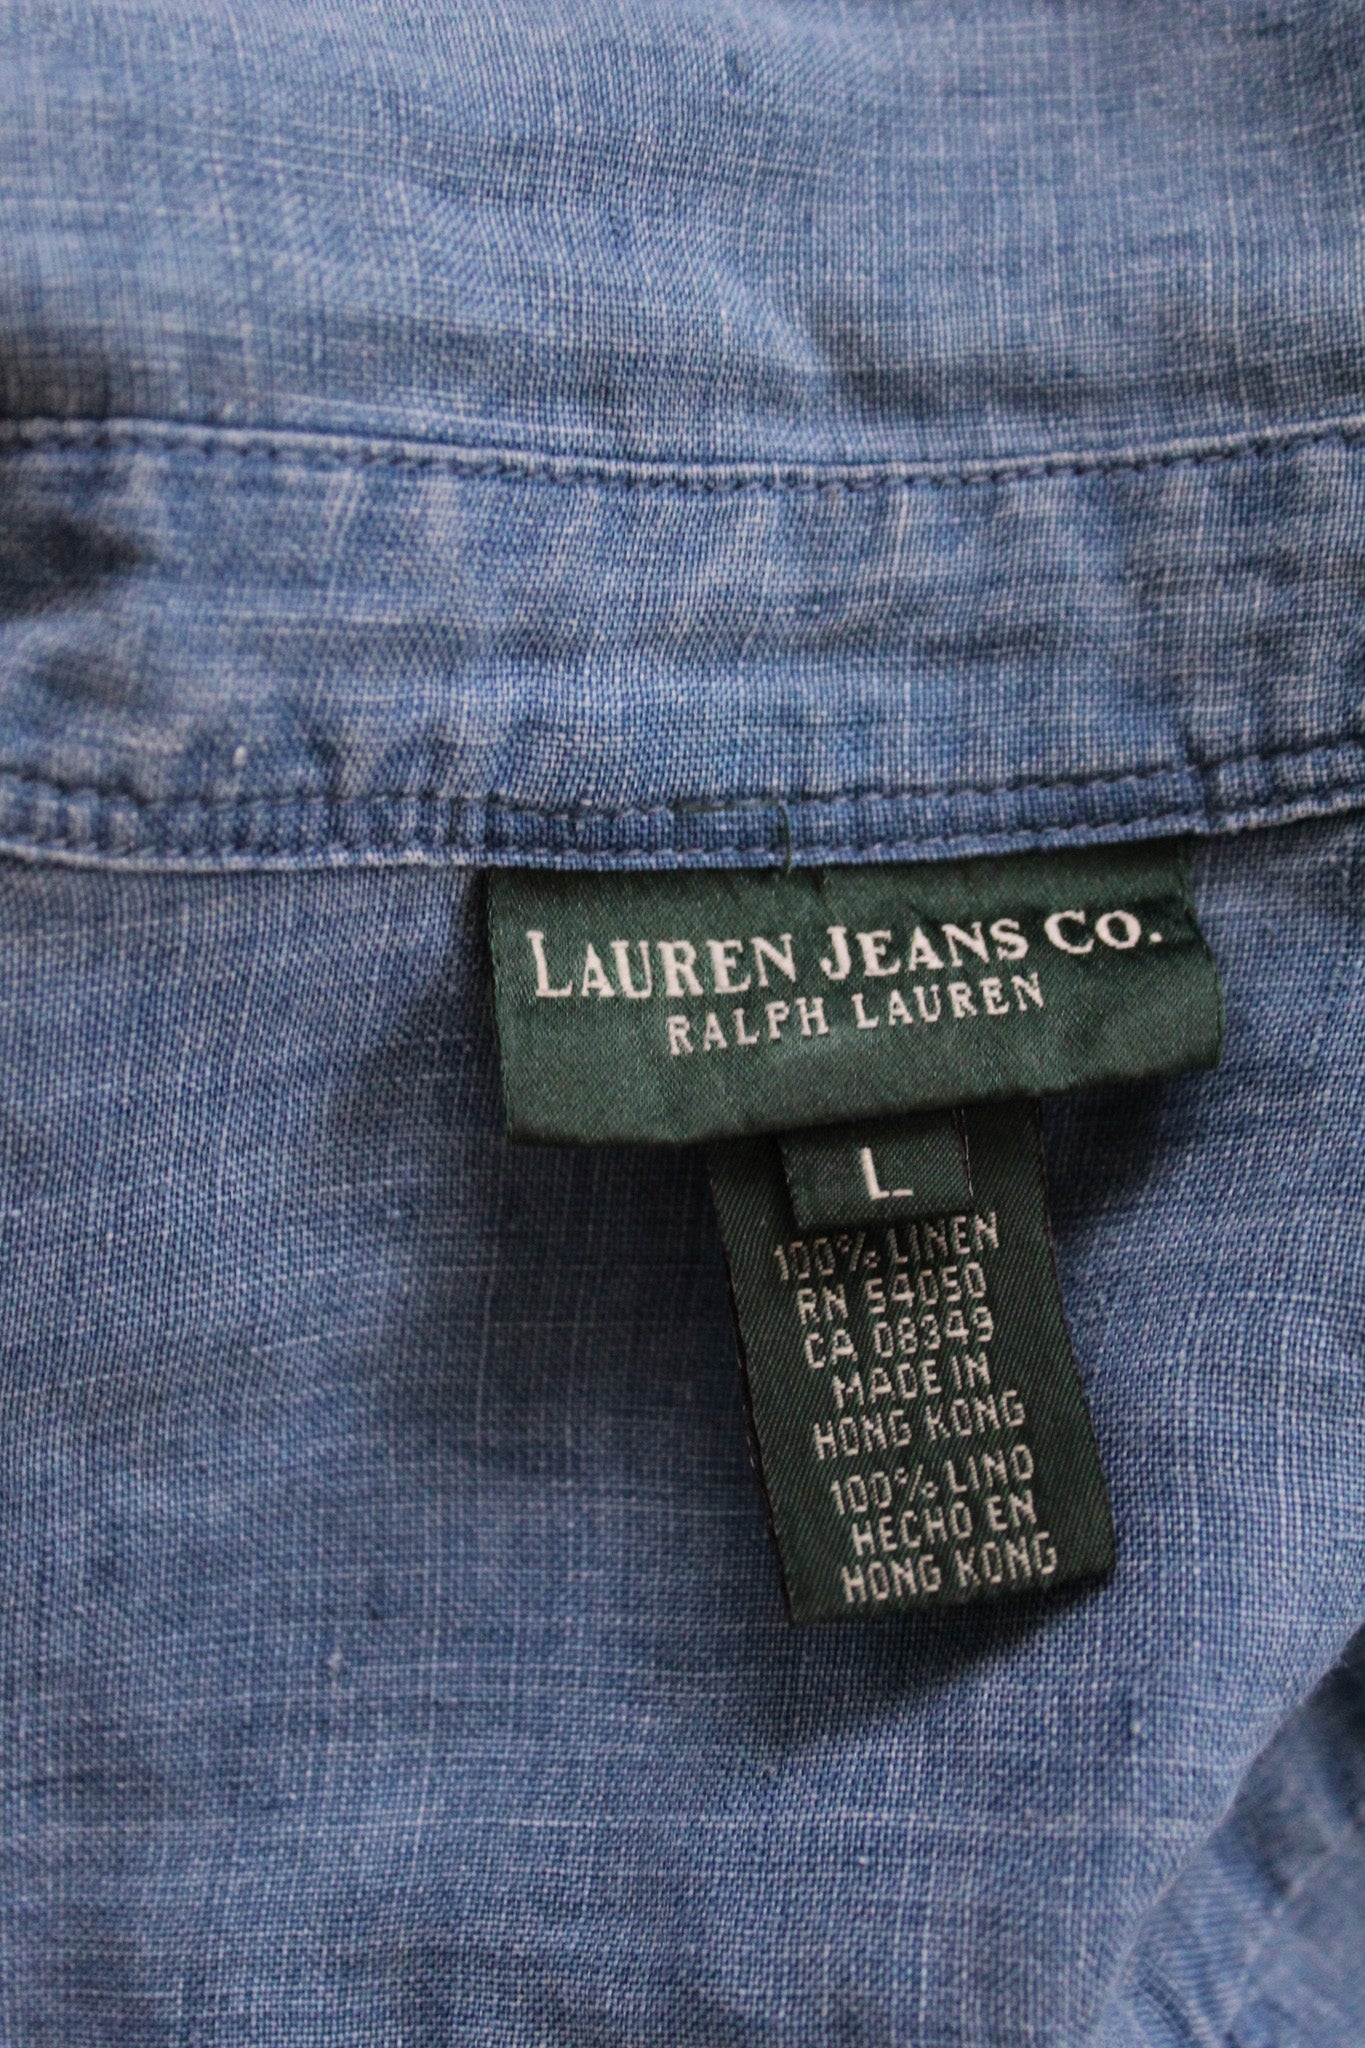 LAUREN JEANS CO.
RALPH LAUREN
L
100% LINEN
RN 54050
CA 08349
MADE IN
HONG KONG
100% LINO
HECHO EN
HONG KONG